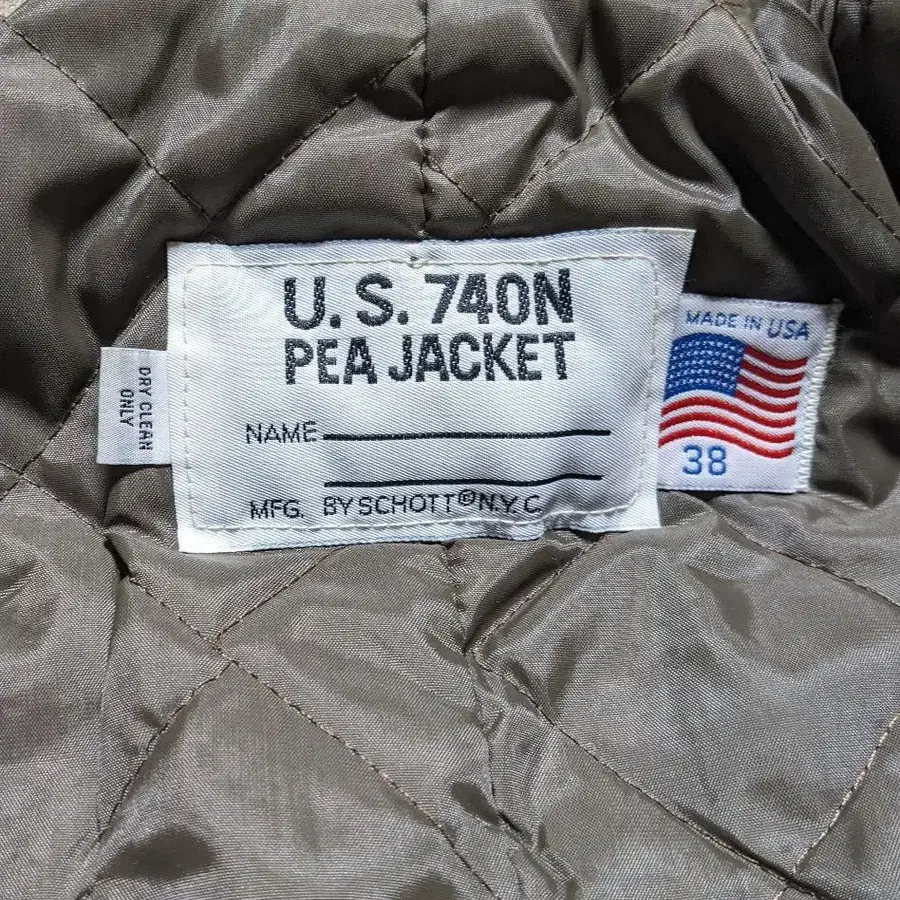 U.S. 740N
PEA JACKET
NAME
MFG. BY SCHOTT© N.Y.C.
DRY CLEAN
ONLY
MADE IN USA
38